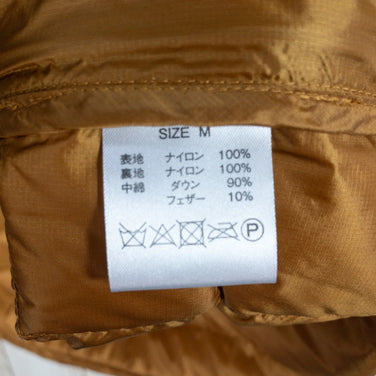 SIZE M
表地 ナイロン 100%
裏地 ナイロン 100%
中綿 ダウン 90%
フェザー 10%
P